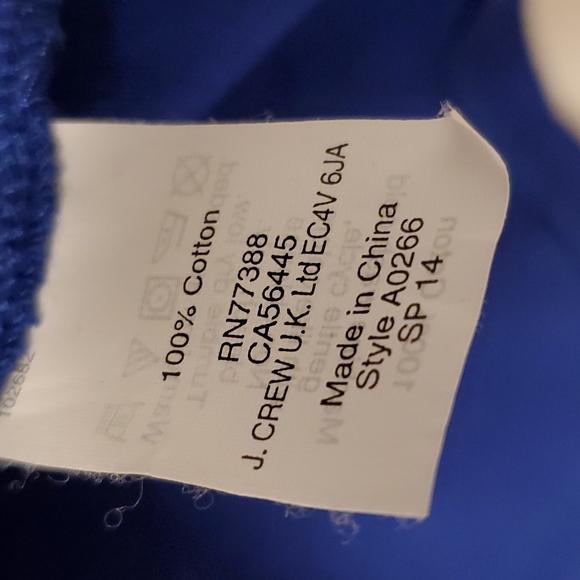 100% Cotton
RN77388
CA56445
J. CREW U.K. Ltd EC4V 6JA
Made in China
Style A0266
SP 14